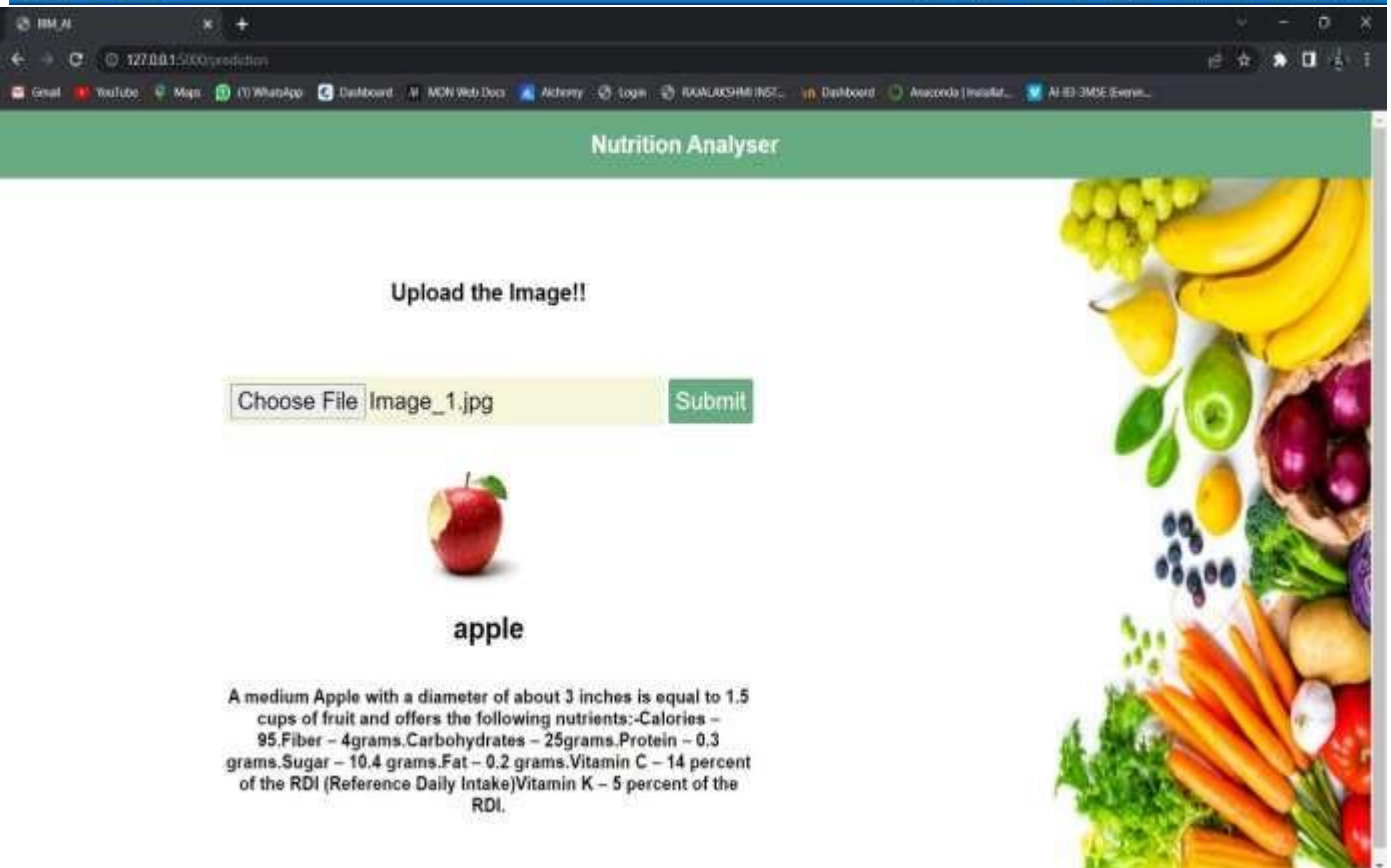 127.0.0.1:5000/prediction
Gmail YouTube Maps (1) WhatsApp Dashboard Web Docs Alchemy Login Dashboard Anaconda | Installat...
Nutrition Analyser
Upload the Image!!
Choose File Image_1.jpg Submit
apple
A medium Apple with a diameter of about 3 inches is equal to 1.5
cups of fruit and offers the following nutrients:-Calories –
95.Fiber – 4grams.Carbohydrates – 25grams.Protein – 0.3
grams.Sugar – 10.4 grams.Fat – 0.2 grams.Vitamin C – 14 percent
of the RDI (Reference Daily Intake)Vitamin K – 5 percent of the
RDI.